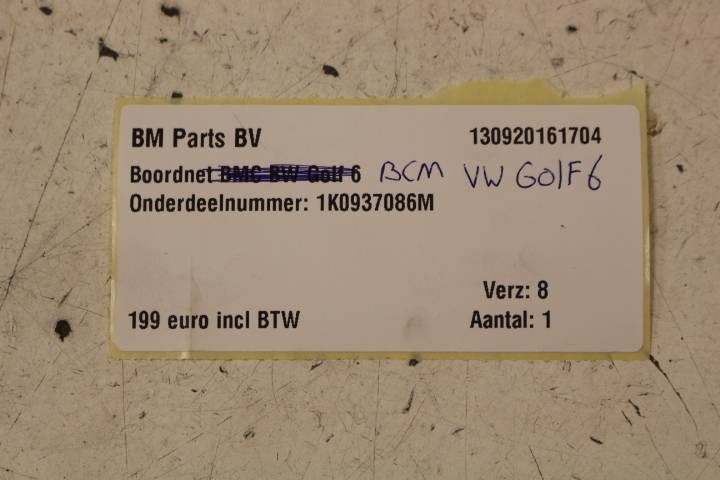 BM Parts BV 130920161704
Boordnet BMC BW Golf 6 BCM VW GOlF6
Onderdeelnummer: 1K0937086M
Verz: 8
199 euro incl BTW Aantal: 1